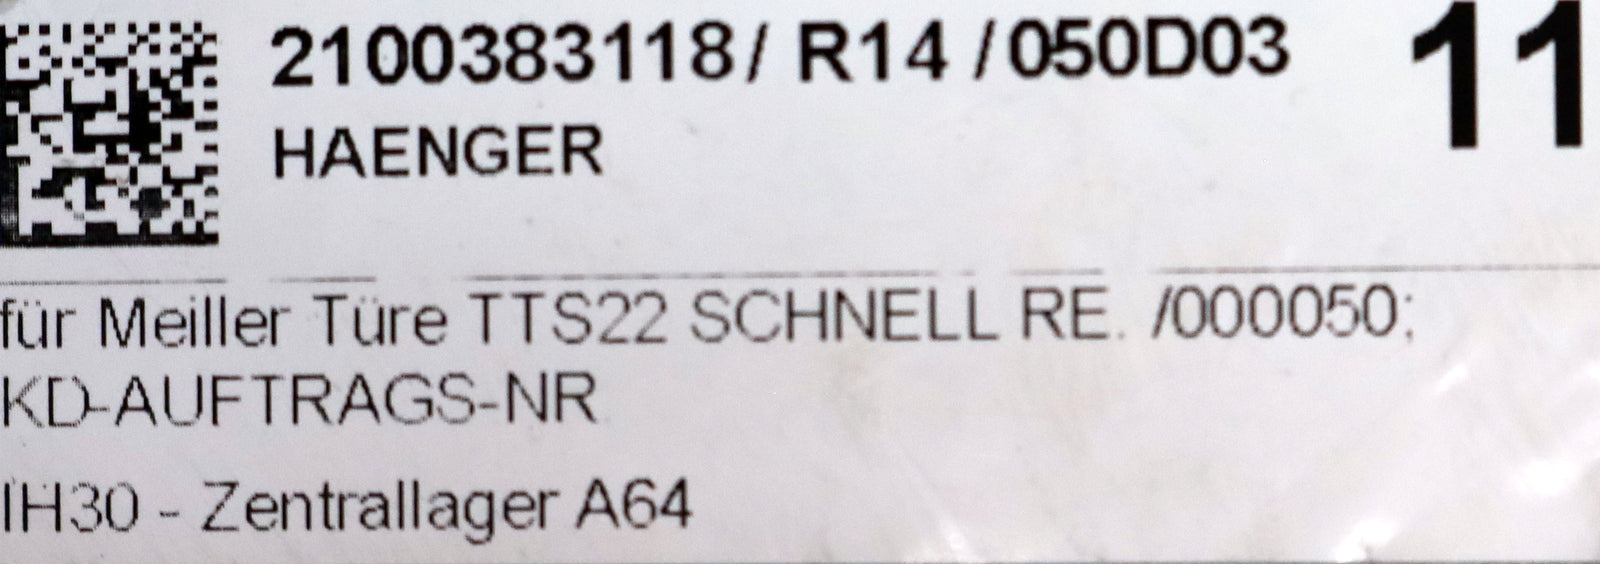 2100383118/ R14 /050D03
11
HAENGER
für Meiller Türe TTS22 SCHNELL RE. /000050;
KD-AUFTRAGS-NR
IH30 - Zentrallager A64